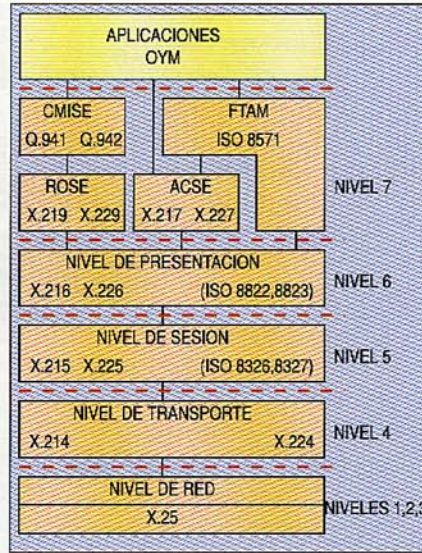 APLICACIONES
OYM
CMISE
Q.941 Q.942
FTAM
ISO 8571
ROSE
X.219 X.229
ACSE
X.217 X.227
NIVEL 7
NIVEL DE PRESENTACION
X.216 X.226 (ISO 8822,8823)
NIVEL 6
NIVEL DE SESION
X.215 X.225 (ISO 8326,8327)
NIVEL 5
NIVEL DE TRANSPORTE
X.214 X.224
NIVEL 4
NIVEL DE RED
X.25
NIVELES 1,2,3